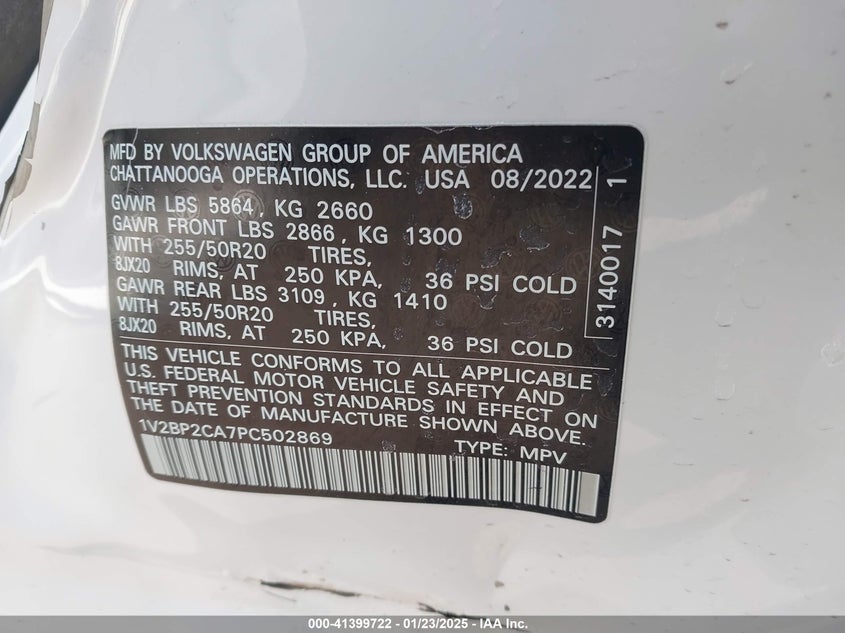 MFD BY VOLKSWAGEN GROUP OF AMERICA
CHATTANOOGA OPERATIONS, LLC. USA 08/2022
GVWR LBS 5864, KG 2660
GAWR FRONT LBS 2866, KG 1300
WITH 255/50R20 TIRES,
8JX20 RIMS, AT 250 KPA, 36 PSI COLD
GAWR REAR LBS 3109, KG 1410
WITH 255/50R20 TIRES,
8JX20 RIMS, AT 250 KPA, 36 PSI COLD
THIS VEHICLE CONFORMS TO ALL APPLICABLE
U.S. FEDERAL MOTOR VEHICLE SAFETY AND
THEFT PREVENTION STANDARDS IN EFFECT ON
THE DATE OF MANUFACTURE SHOWN ABOVE.
1V2BP2CA7PC502869 TYPE: MPV
3140017 1
000-41399722 - 01/23/2025 - IAA Inc.